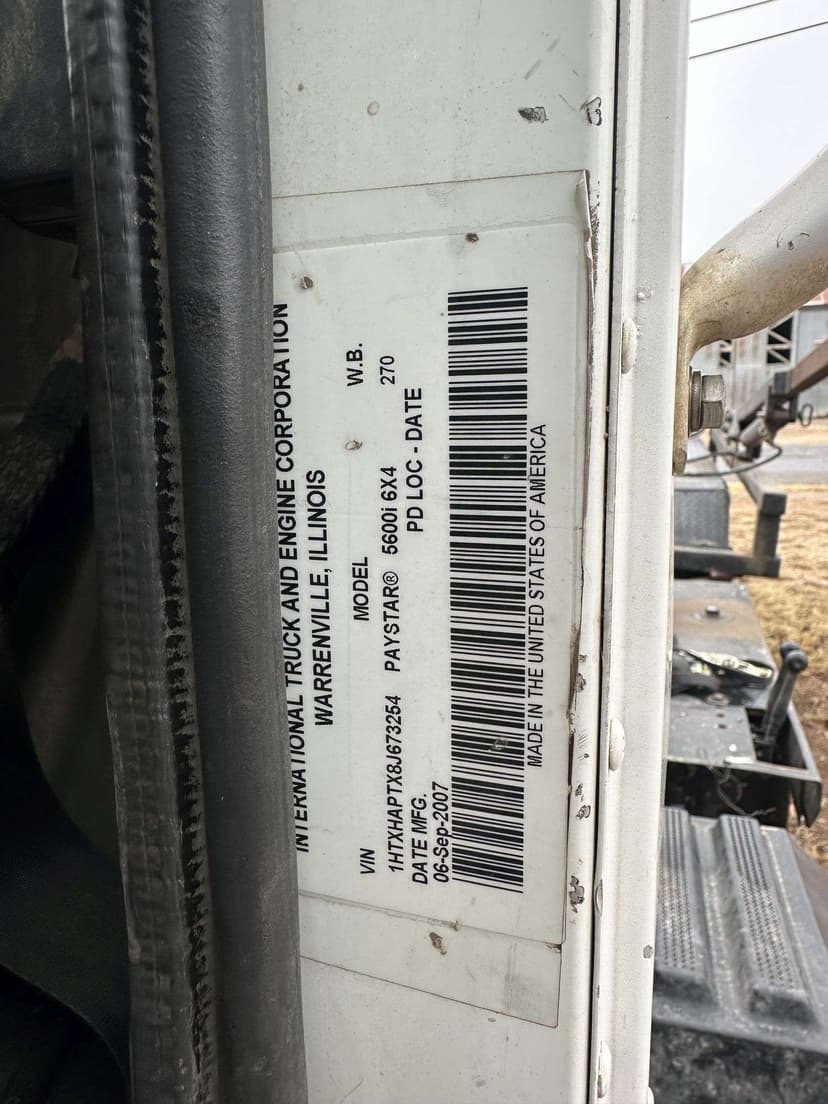 INTERNATIONAL TRUCK AND ENGINE CORPORATION
WARRENVILLE, ILLINOIS
VIN MODEL W.B.
1HTXHAPTX8J673254 PAYSTAR® 5600i 6X4 270
DATE MFG. PD LOC - DATE
06-Sep-2007
MADE IN THE UNITED STATES OF AMERICA